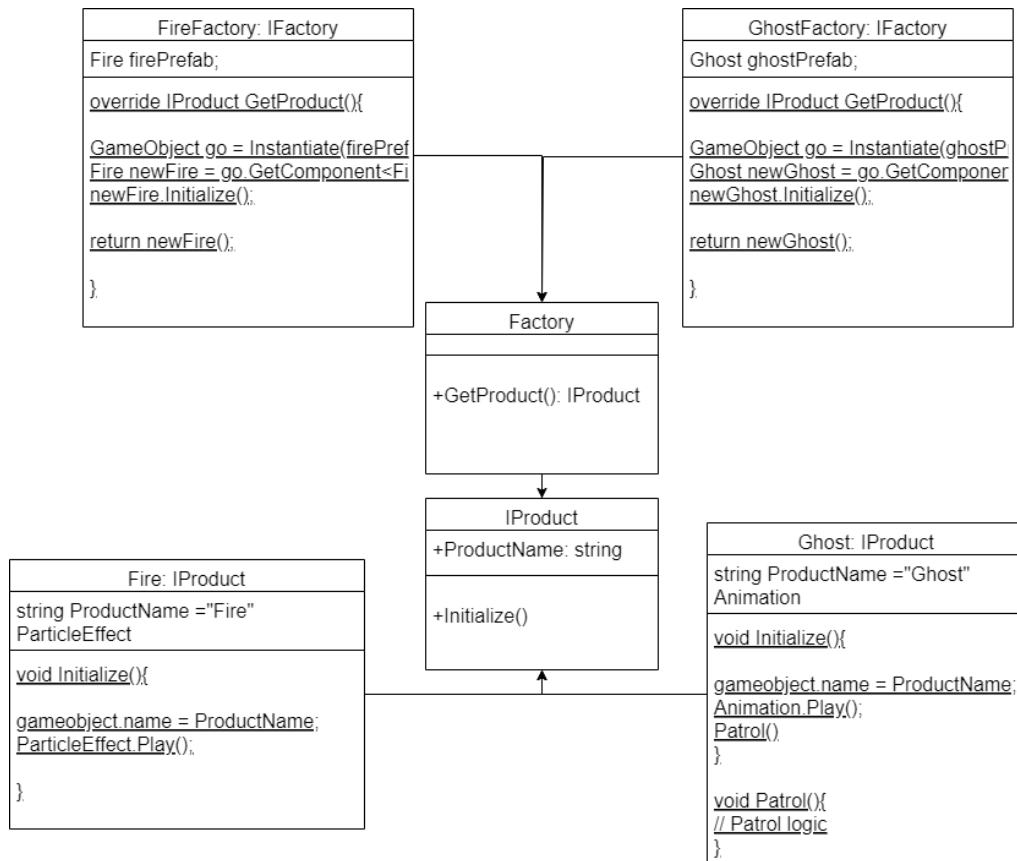 FireFactory: IFactory
Fire firePrefab;
override IProduct GetProduct(){
GameObject go = Instantiate(firePref
Fire newFire = go.GetComponent<Fi
newFire.Initialize();
return newFire();
}
GhostFactory: IFactory
Ghost ghostPrefab;
override IProduct GetProduct(){
GameObject go = Instantiate(ghostP
Ghost newGhost = go.GetComponen
newGhost.Initialize();
return newGhost();
}
Factory
+GetProduct(): IProduct
IProduct
+ProductName: string
+Initialize()
Fire: IProduct
string ProductName ="Fire"
ParticleEffect
void Initialize(){
gameobject.name = ProductName;
ParticleEffect.Play();
}
Ghost: IProduct
string ProductName ="Ghost"
Animation
void Initialize(){
gameobject.name = ProductName;
Animation.Play();
Patrol()
}
void Patrol(){
// Patrol logic
}